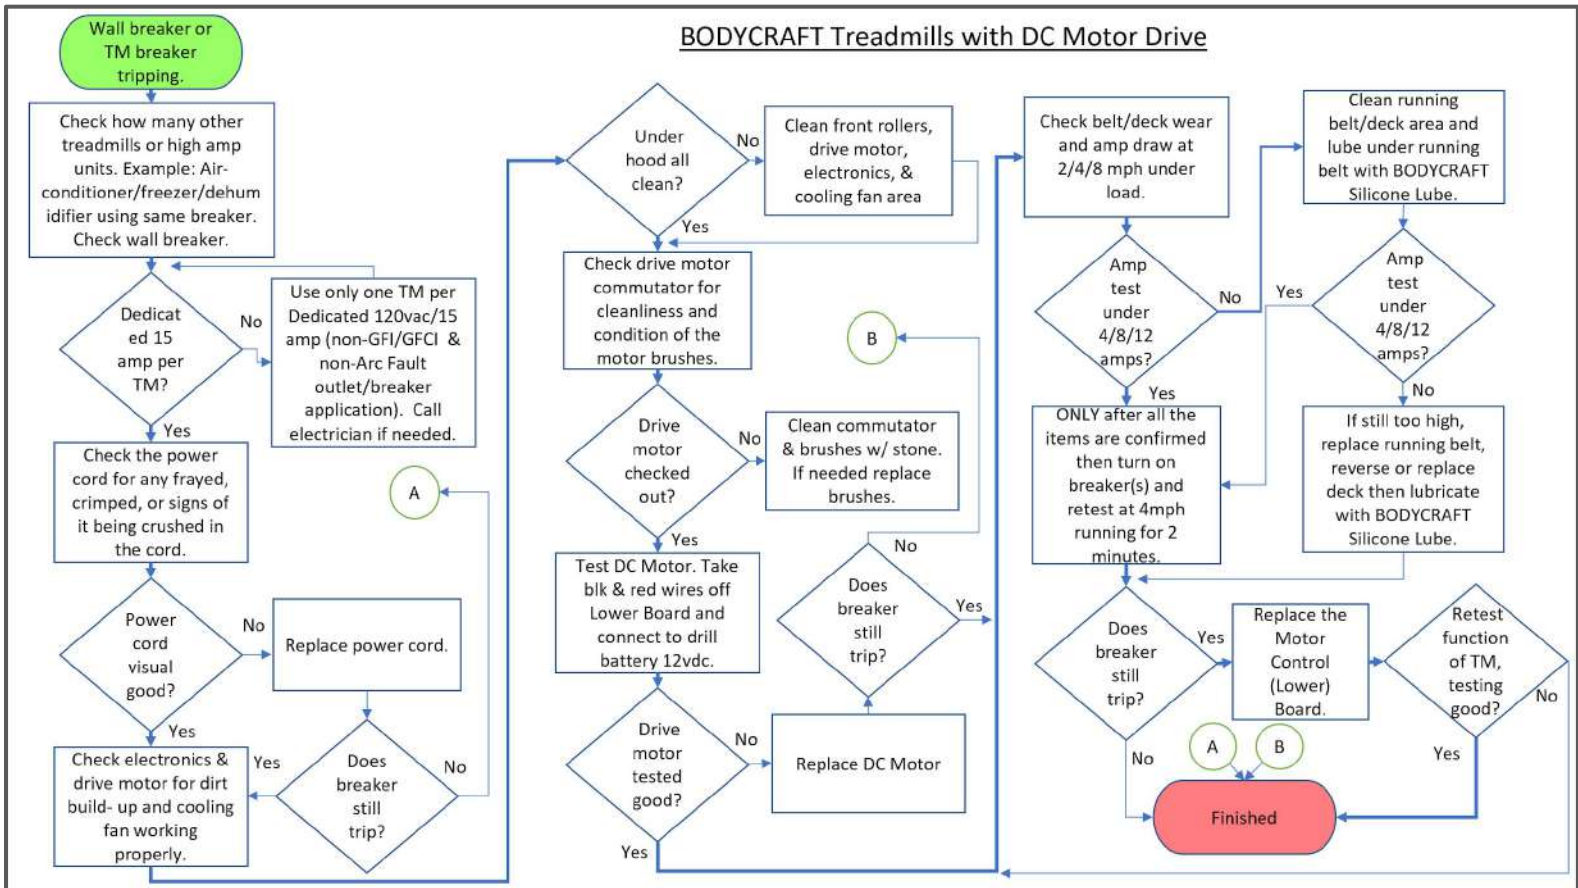 BODYCRAFT Treadmills with DC Motor Drive
Wall breaker or
TM breaker
tripping.
Check how many other
treadmills or high amp
units. Example: Air-
conditioner/freezer/dehum
idifier using same breaker.
Check wall breaker.
Dedicat
ed 15
amp per
TM?
No
Use only one TM per
Dedicated 120vac/15
amp (non-GFI/GFCI &
non-Arc Fault
outlet/breaker
application). Call
electrician if needed.
Yes
Check the power
cord for any frayed,
crimped, or signs of
it being crushed in
the cord.
A
Power
cord
visual
good?
No
Replace power cord.
Yes
Check electronics &
drive motor for dirt
build- up and cooling
fan working
properly.
Yes
Does
breaker
still
trip?
No
Under
hood all
clean?
No
Clean front rollers,
drive motor,
electronics, &
cooling fan area
Yes
Check drive motor
commutator for
cleanliness and
condition of the
motor brushes.
B
Drive
motor
checked
out?
No
Clean commutator
& brushes w/ stone.
If needed replace
brushes.
Yes
Test DC Motor. Take
blk & red wires off
Lower Board and
connect to drill
battery 12vdc.
No
Does
breaker
still
trip?
Yes
Drive
motor
tested
good?
No
Replace DC Motor
Yes
Check belt/deck wear
and amp draw at
2/4/8 mph under
load.
Clean running
belt/deck area and
lube under running
belt with BODYCRAFT
Silicone Lube.
Amp
test
under
4/8/12
amps?
No
Yes
Amp
test
under
4/8/12
amps?
Yes
No
ONLY after all the
items are confirmed
then turn on
breaker(s) and
retest at 4mph
running for 2
minutes.
If still too high,
replace running belt,
reverse or replace
deck then lubricate
with BODYCRAFT
Silicone Lube.
Does
breaker
still
trip?
Yes
Replace the
Motor
Control
(Lower)
Board.
Retest
function
of TM,
testing
good?
No
No
A
B
Yes
Finished